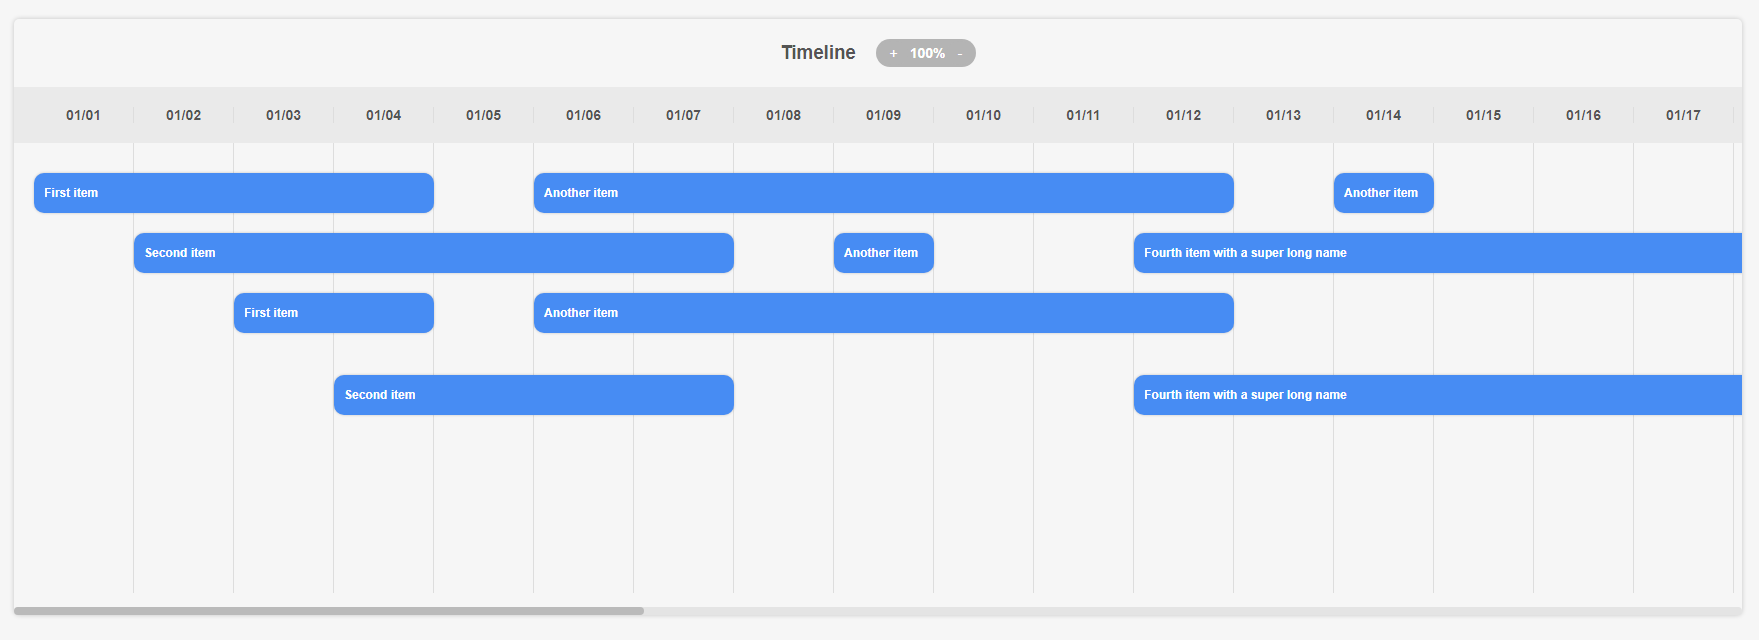 Timeline + 100% -
01/01 01/02 01/03 01/04 01/05 01/06 01/07 01/08 01/09 01/10 01/11 01/12 01/13 01/14 01/15 01/16 01/17
First item Another item Another item
Second item Another item Fourth item with a super long name
First item Another item
Second item Fourth item with a super long name